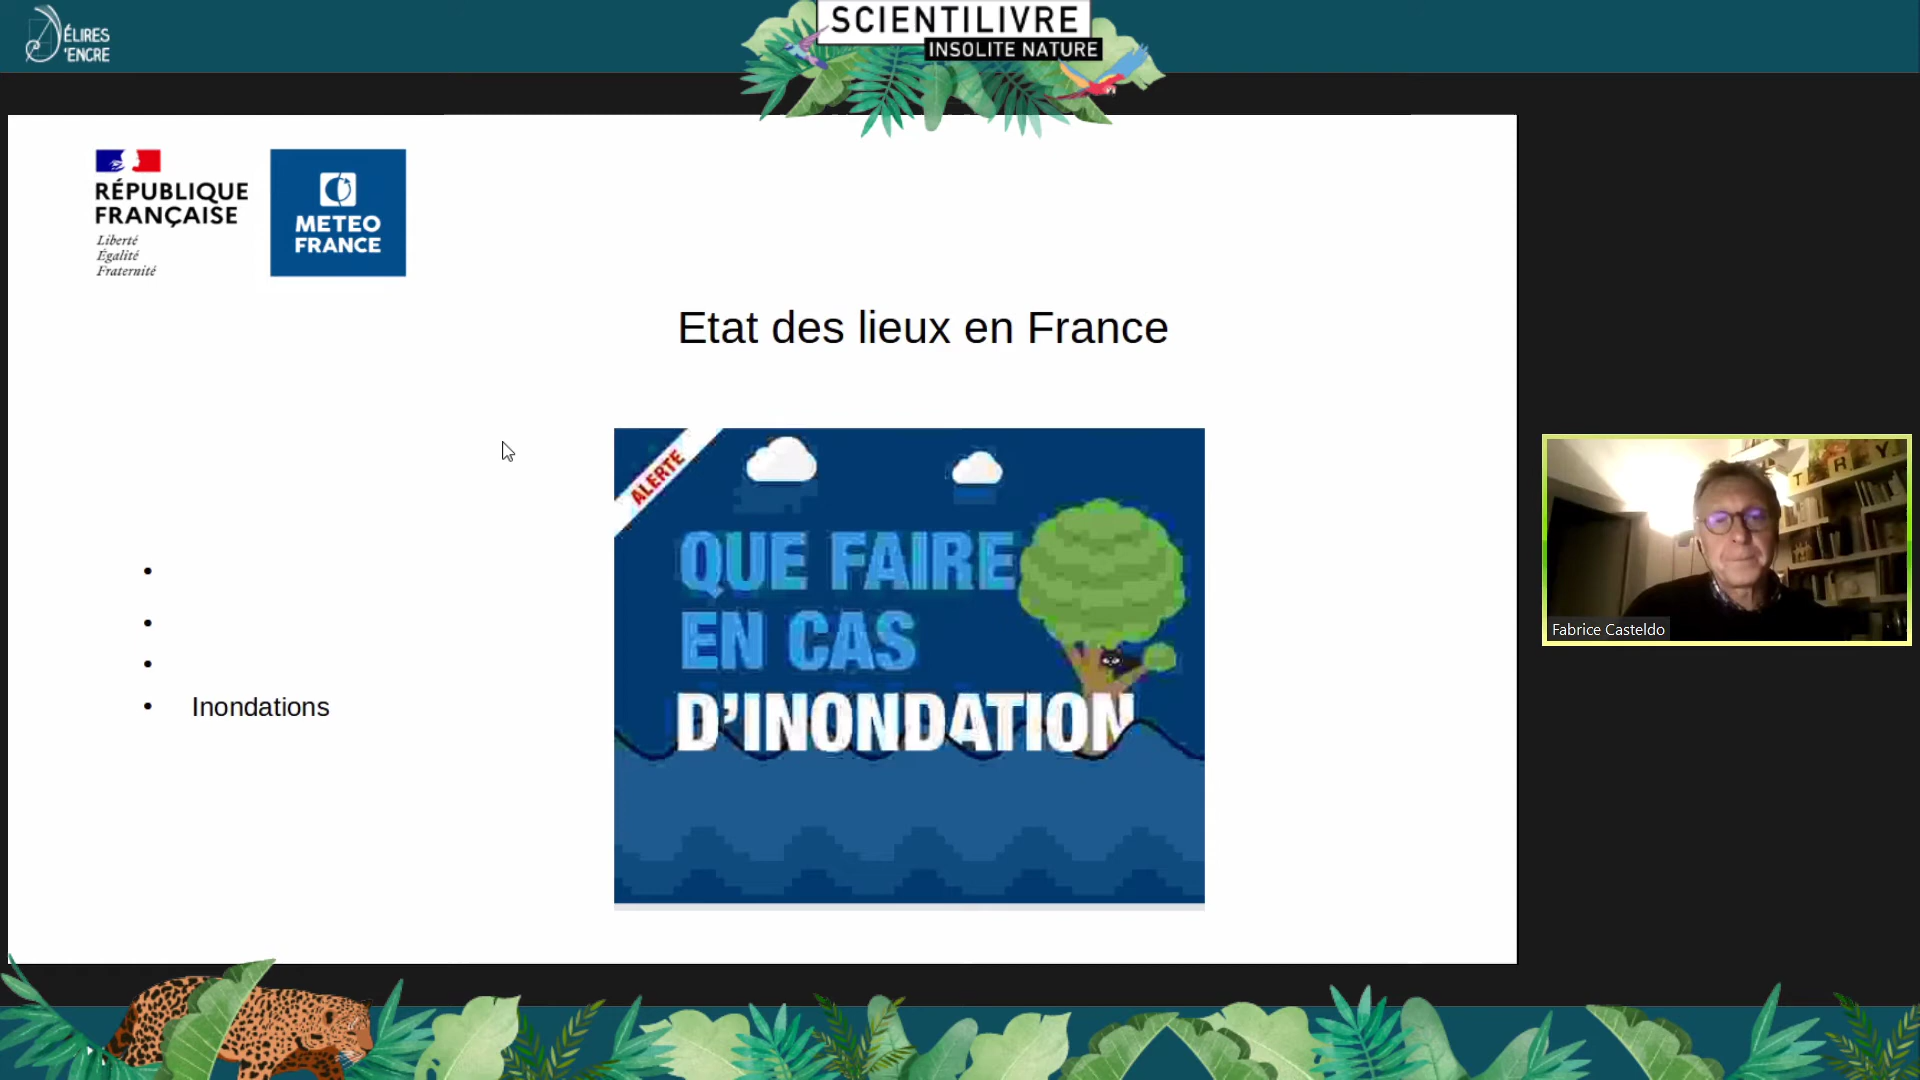 ÉLIRES
'ENCRE
SCIENTILIVRE
INSOLITE NATURE
RÉPUBLIQUE
FRANÇAISE
Liberté
Égalité
Fraternité
METEO
FRANCE
Etat des lieux en France
ALERTE
QUE FAIRE
EN CAS
D'INONDATION
• Inondations
T R Y
Fabrice Casteldo